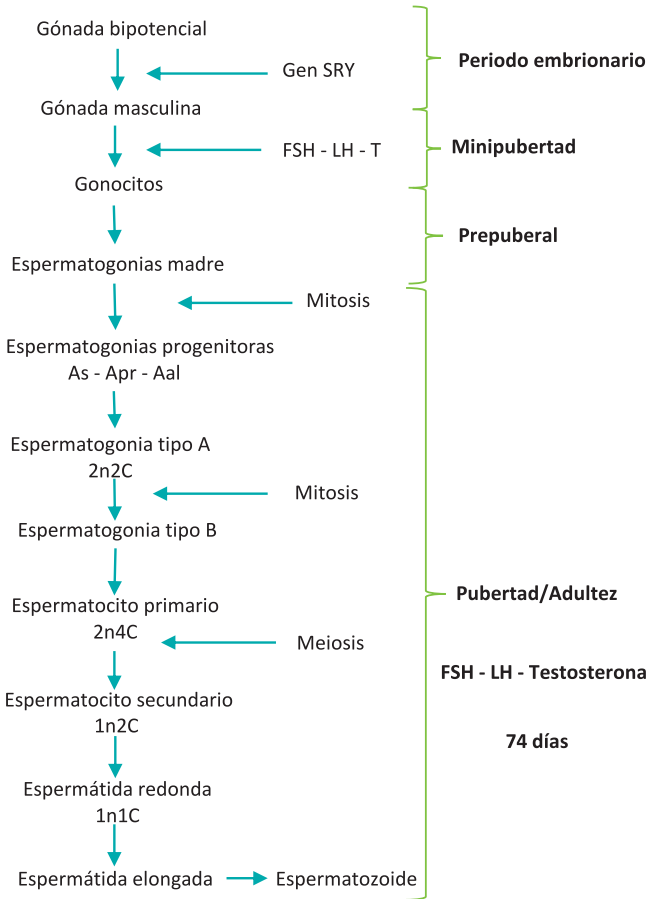 Gónada bipotencial
Gen SRY
Periodo embrionario
Gónada masculina
FSH - LH - T
Minipubertad
Gonocitos
Prepuberal
Espermatogonias madre
Mitosis
Espermatogonias progenitoras
As - Apr - Aal
Espermatogonia tipo A
2n2C
Mitosis
Espermatogonia tipo B
Pubertad/Adultez
Espermatocito primario
2n4C
Meiosis
FSH - LH - Testosterona
Espermatocito secundario
1n2C
74 días
Espermátida redonda
1n1C
Espermátida elongada
Espermatozoide